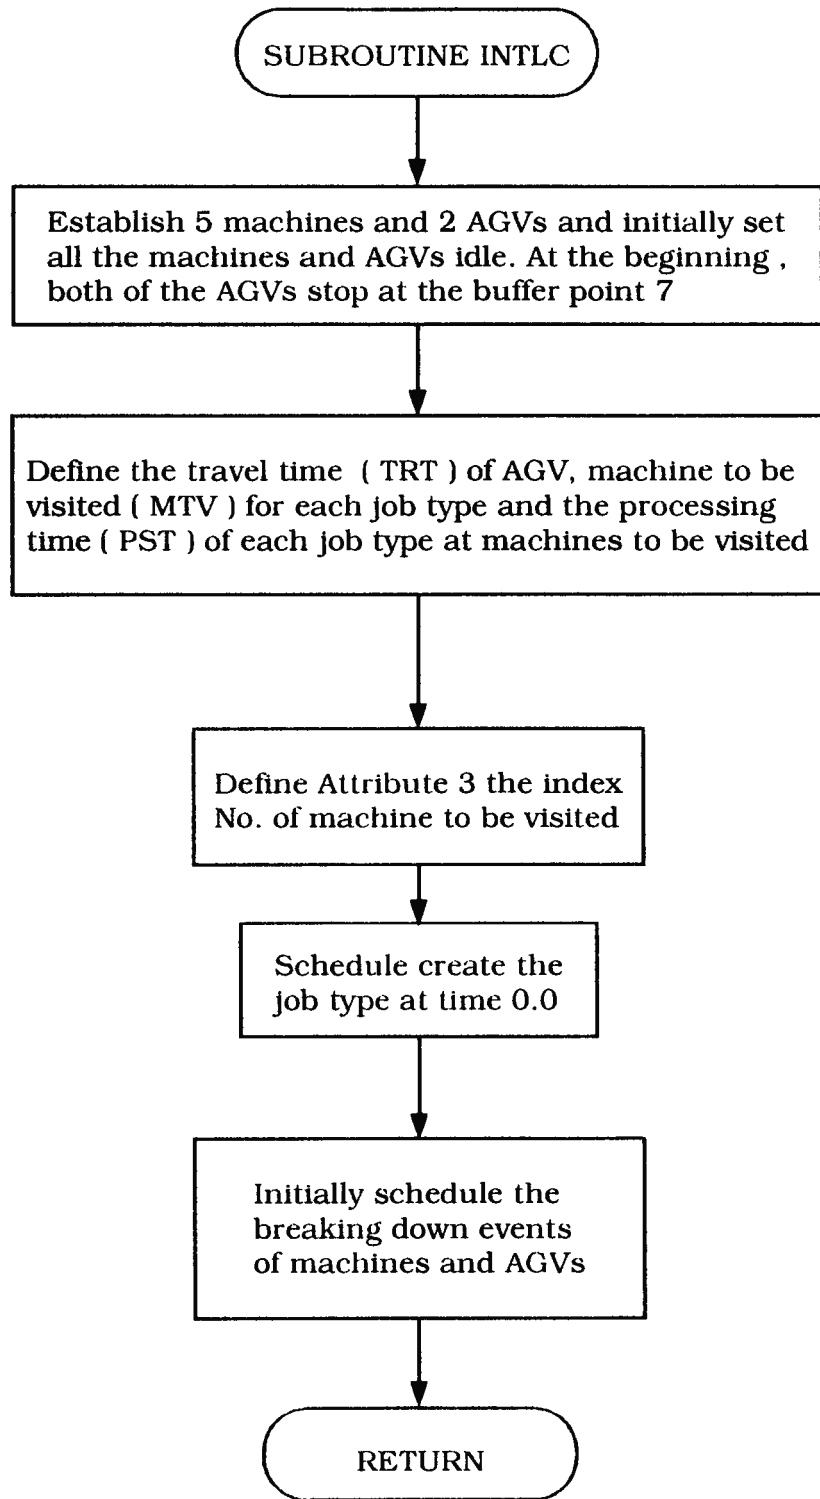 SUBROUTINE INTLC
Establish 5 machines and 2 AGVs and initially set
all the machines and AGVs idle. At the beginning ,
both of the AGVs stop at the buffer point 7
Define the travel time ( TRT ) of AGV, machine to be
visited ( MTV ) for each job type and the processing
time ( PST ) of each job type at machines to be visited
Define Attribute 3 the index
No. of machine to be visited
Schedule create the
job type at time 0.0
Initially schedule the
breaking down events
of machines and AGVs
RETURN